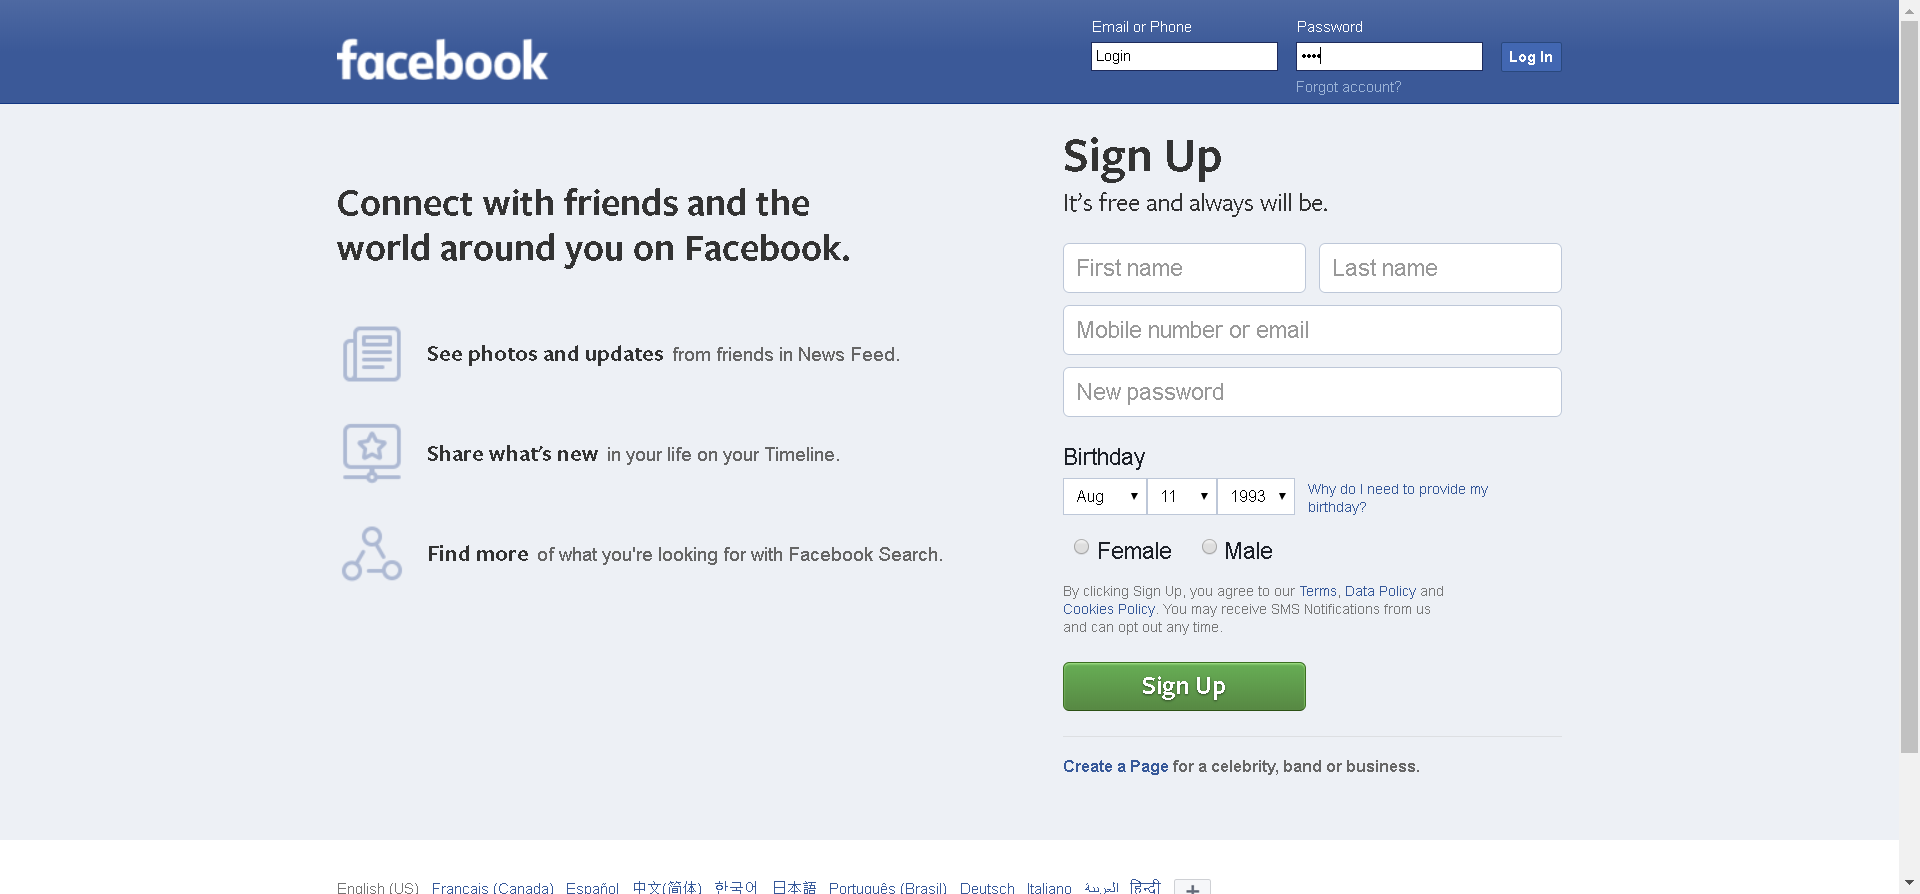 facebook
Email or Phone
Password
Login
••••
Log In
Forgot account?
Connect with friends and the
world around you on Facebook.
See photos and updates from friends in News Feed.
Share what's new in your life on your Timeline.
Find more of what you're looking for with Facebook Search.
Sign Up
It's free and always will be.
First name
Last name
Mobile number or email
New password
Birthday
Aug
11
1993
Why do I need to provide my
birthday?
Female
Male
By clicking Sign Up, you agree to our Terms, Data Policy and
Cookies Policy. You may receive SMS Notifications from us
and can opt out any time.
Sign Up
Create a Page for a celebrity, band or business.
English (US) Français (Canada) Español 中文(简体) 한국어 日本語 Português (Brasil) Deutsch Italiano العربية हिन्दी +